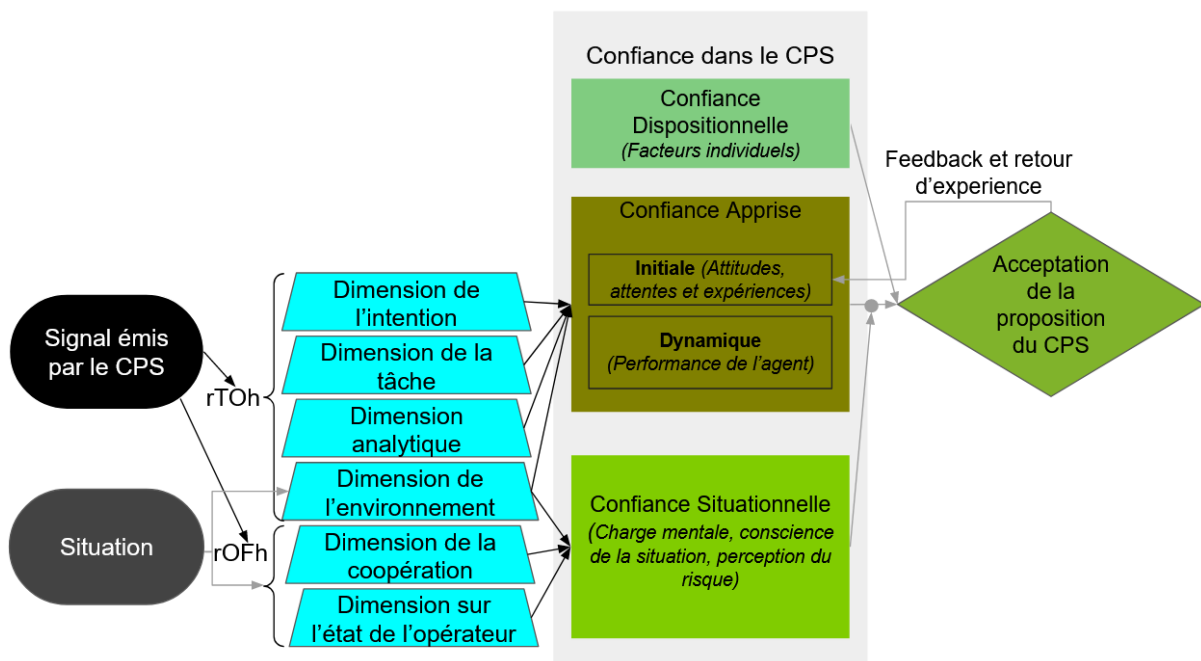 Confiance dans le CPS
Confiance
Dispositionnelle
(Facteurs individuels)
Feedback et retour
d’experience
Confiance Apprise
Initiale (Attitudes,
attentes et expériences)
Dynamique
(Performance de l’agent)
Acceptation
de la
proposition
du CPS
Signal émis
par le CPS
rTOh
Dimension de
l’intention
Dimension de la
tâche
Dimension
analytique
Dimension de
l’environnement
Situation
rOFh
Dimension de la
coopération
Dimension sur
l’état de l’opérateur
Confiance Situationnelle
(Charge mentale, conscience
de la situation, perception du
risque)